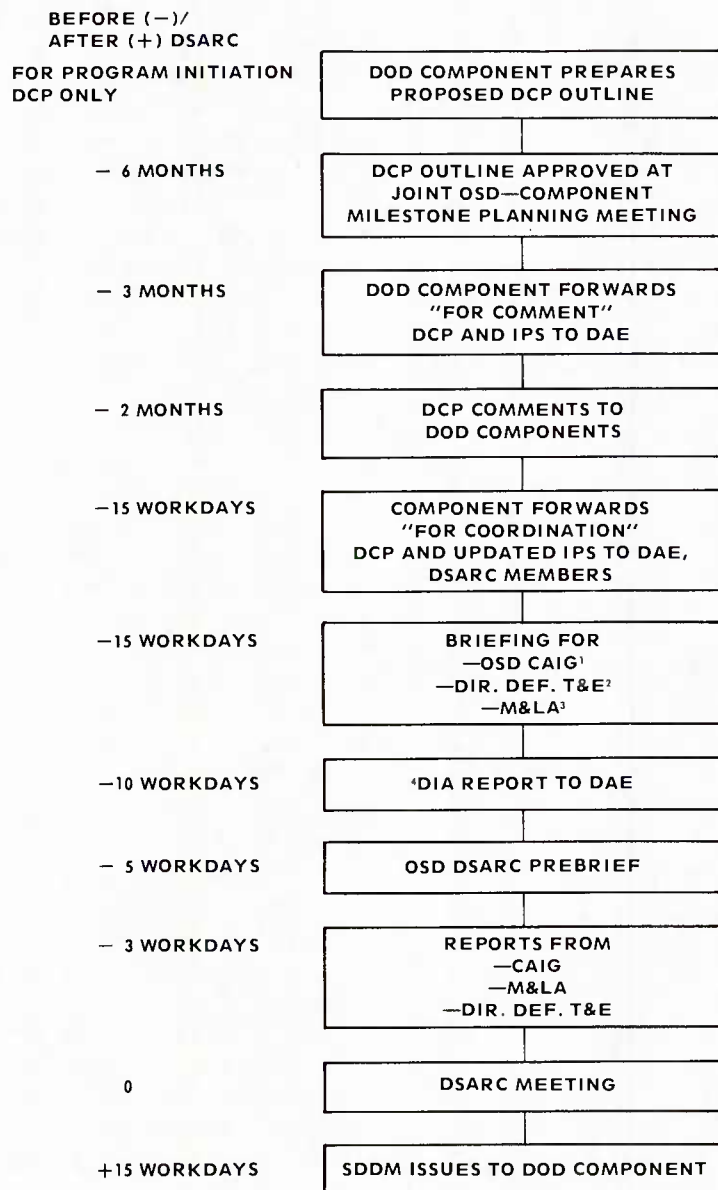 BEFORE (−)/
AFTER (+) DSARC
FOR PROGRAM INITIATION
DCP ONLY
DOD COMPONENT PREPARES
PROPOSED DCP OUTLINE
− 6 MONTHS
DCP OUTLINE APPROVED AT
JOINT OSD—COMPONENT
MILESTONE PLANNING MEETING
− 3 MONTHS
DOD COMPONENT FORWARDS
"FOR COMMENT"
DCP AND IPS TO DAE
− 2 MONTHS
DCP COMMENTS TO
DOD COMPONENTS
−15 WORKDAYS
COMPONENT FORWARDS
"FOR COORDINATION"
DCP AND UPDATED IPS TO DAE,
DSARC MEMBERS
−15 WORKDAYS
BRIEFING FOR
—OSD CAIG¹
—DIR. DEF. T&E²
—M&LA³
−10 WORKDAYS
⁴DIA REPORT TO DAE
− 5 WORKDAYS
OSD DSARC PREBRIEF
− 3 WORKDAYS
REPORTS FROM
—CAIG
—M&LA
—DIR. DEF. T&E
0
DSARC MEETING
+15 WORKDAYS
SDDM ISSUES TO DOD COMPONENT